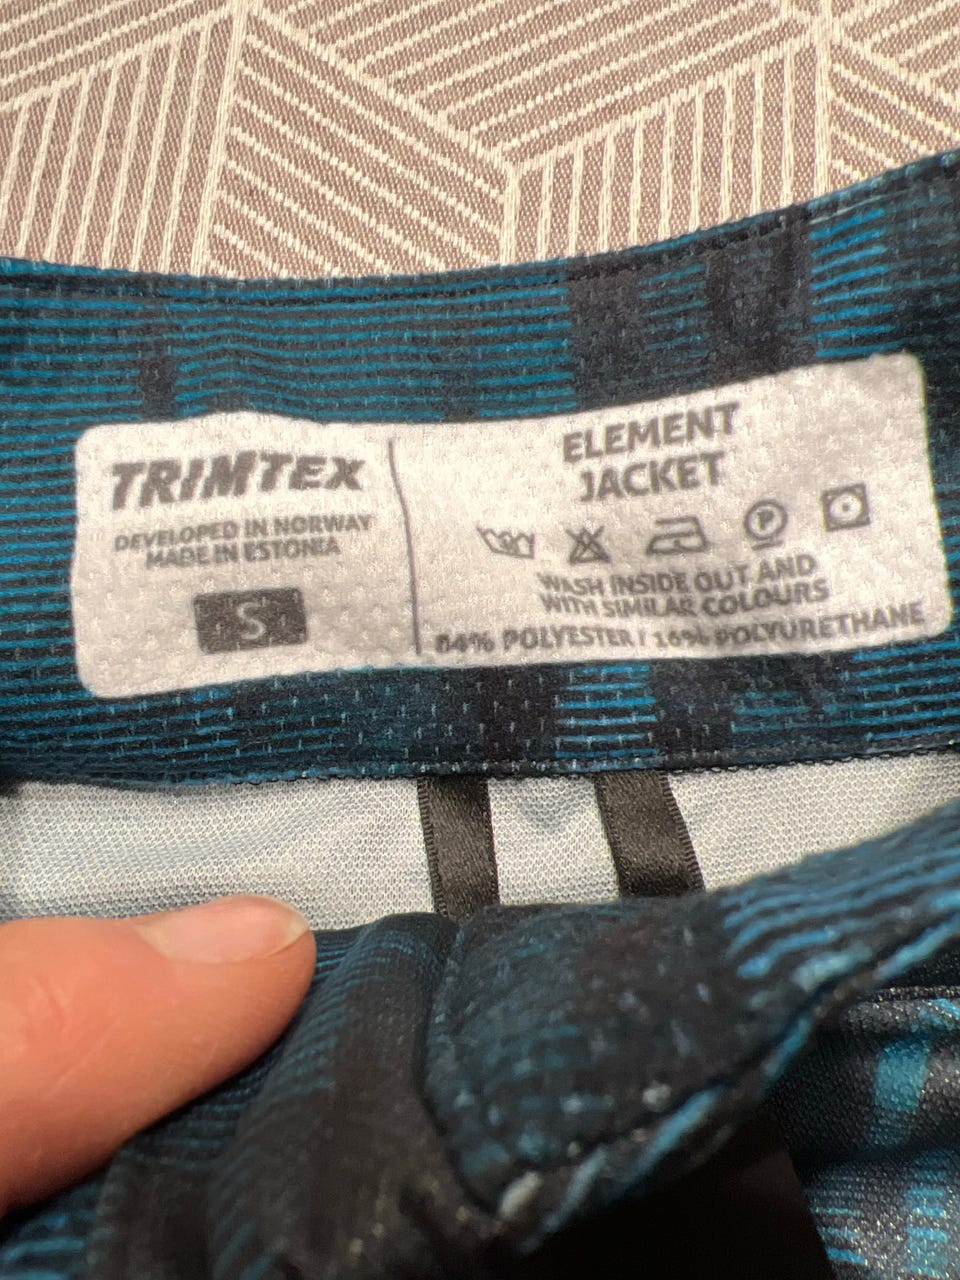 TRIMTEX
DEVELOPED IN NORWAY
MADE IN ESTONIA
S
ELEMENT
JACKET
P
WASH INSIDE OUT AND
WITH SIMILAR COLOURS
84% POLYESTER / 16% POLYURETHANE